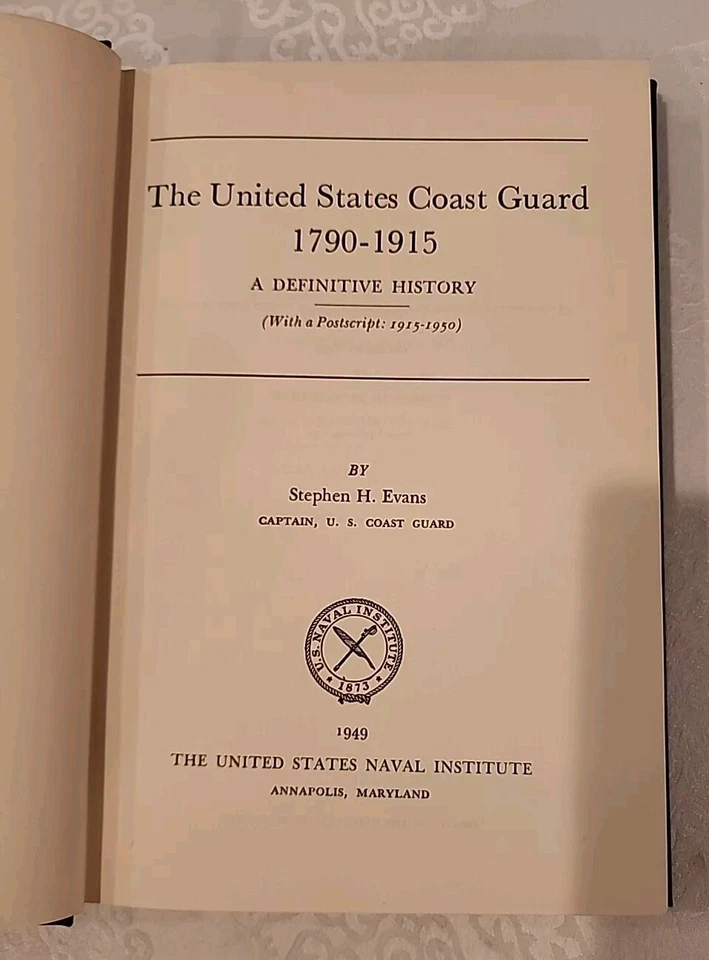 The United States Coast Guard
1790-1915
A DEFINITIVE HISTORY
(With a Postscript: 1915-1950)
BY
Stephen H. Evans
CAPTAIN, U. S. COAST GUARD
U.S. NAVAL INSTITUTE
1873
1949
THE UNITED STATES NAVAL INSTITUTE
ANNAPOLIS, MARYLAND